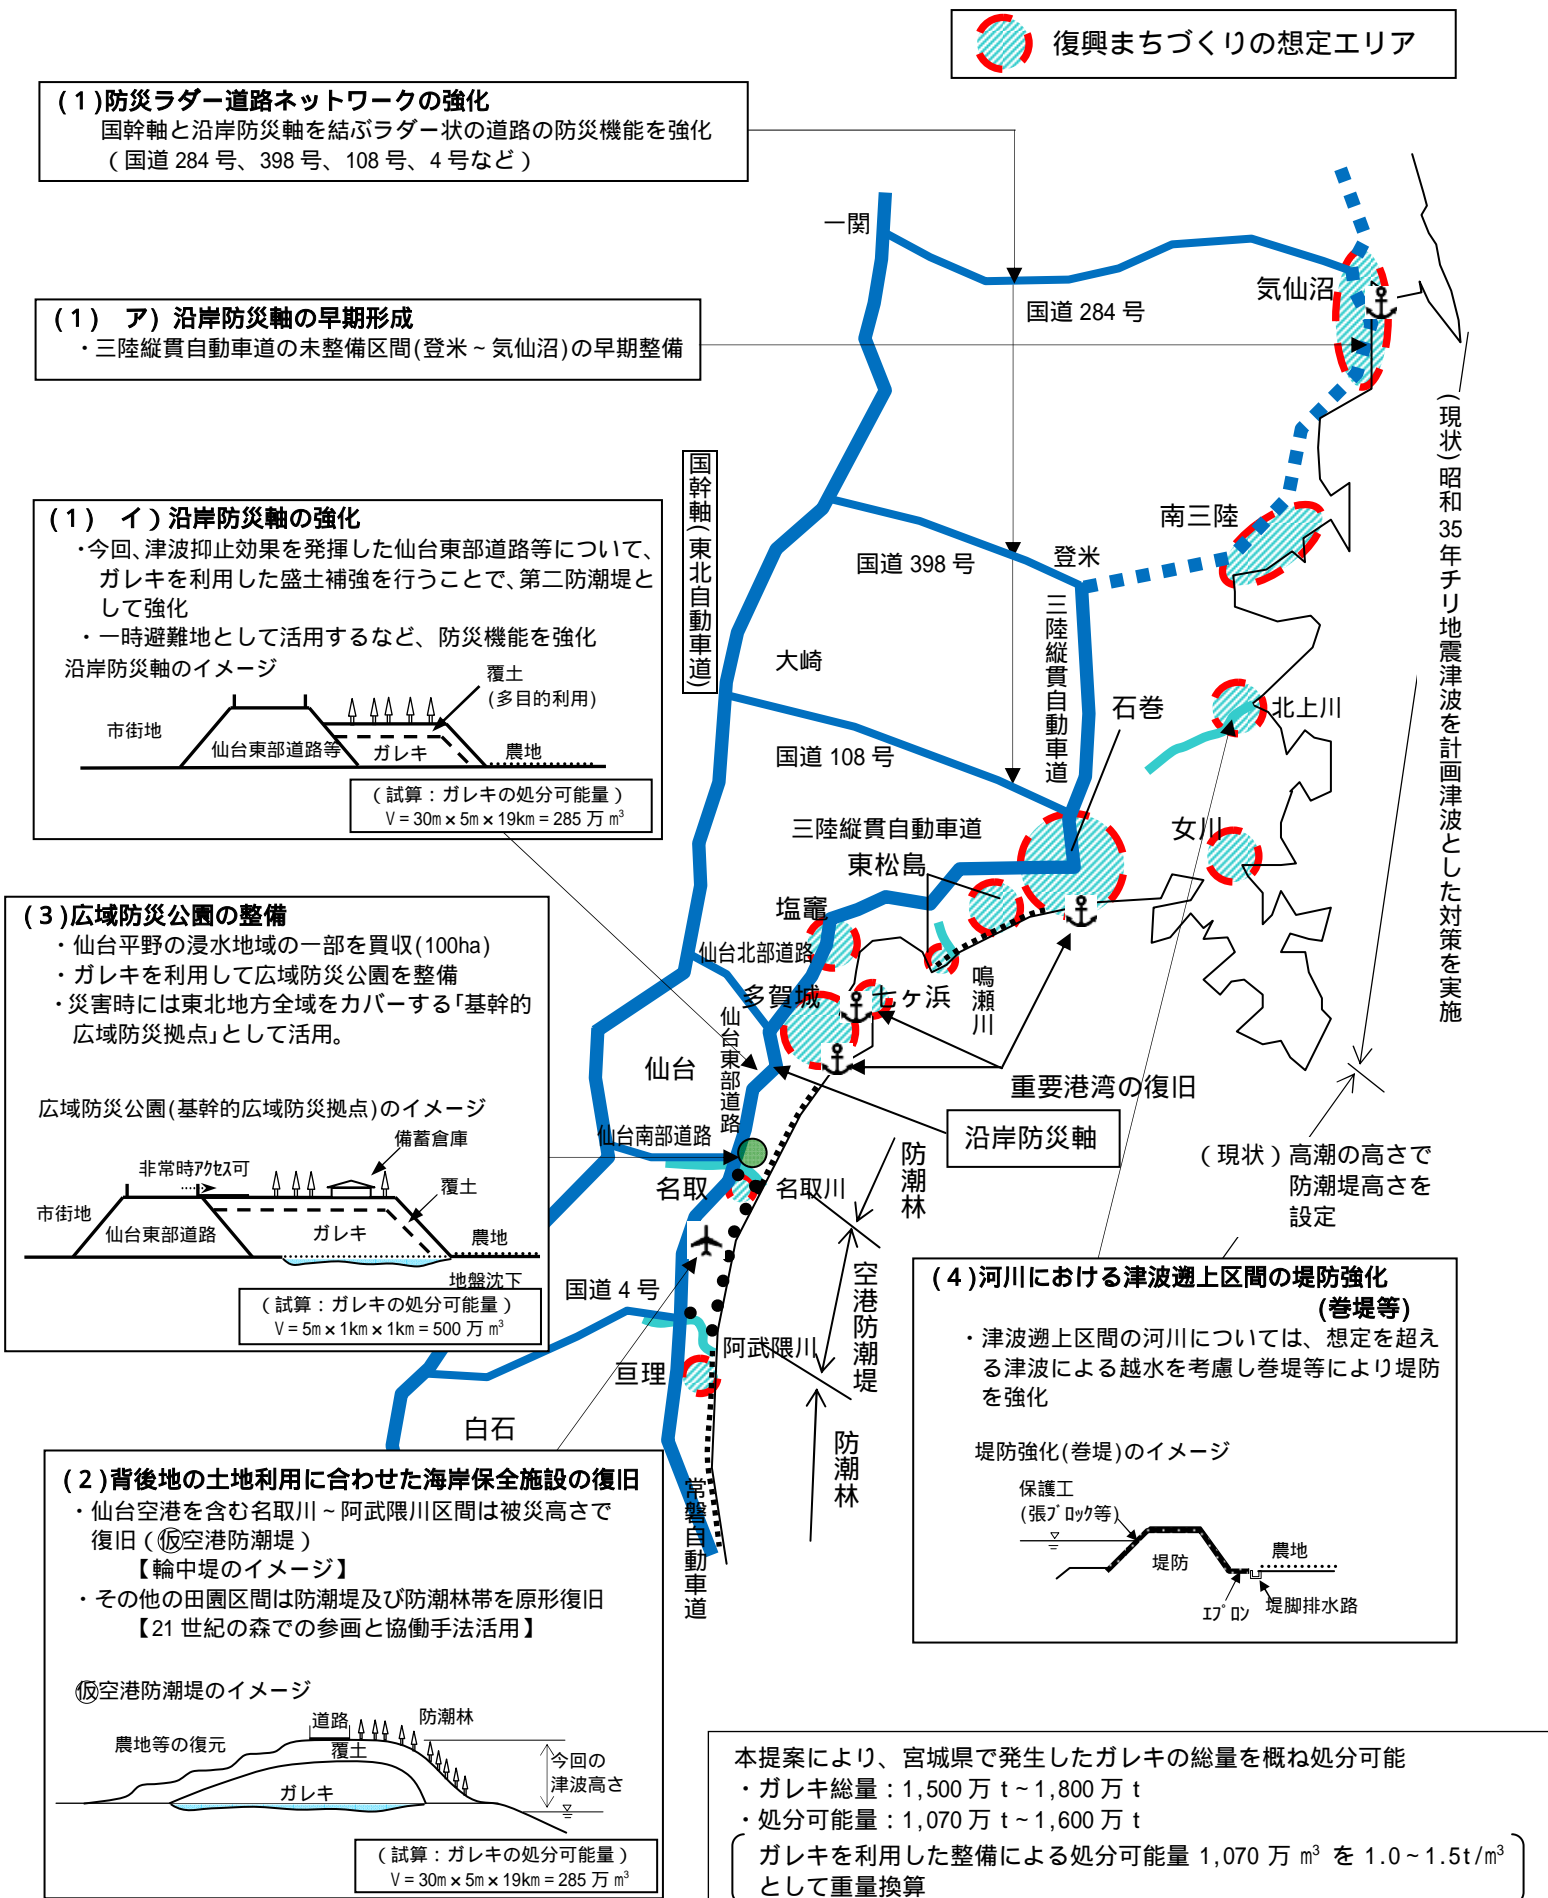 復興まちづくりの想定エリア
(1)防災ラダー道路ネットワークの強化
国幹軸と沿岸防災軸を結ぶラダー状の道路の防災機能を強化
(国道284号、398号、108号、4号など)
(1) ア) 沿岸防災軸の早期形成
・三陸縦貫自動車道の未整備区間(登米~気仙沼)の早期整備
(1) イ)沿岸防災軸の強化
・今回、津波抑止効果を発揮した仙台東部道路等について、
ガレキを利用した盛土補強を行うことで、第二防潮堤と
して強化
・一時避難地として活用するなど、防災機能を強化
沿岸防災軸のイメージ
覆土
(多目的利用)
市街地
仙台東部道路等
ガレキ
農地
(試算:ガレキの処分可能量)
V=30m×5m×19km=285万㎥
(3)広域防災公園の整備
・仙台平野の浸水地域の一部を買収(100ha)
・ガレキを利用して広域防災公園を整備
・災害時には東北地方全域をカバーする「基幹的
広域防災拠点」として活用。
広域防災公園(基幹的広域防災拠点)のイメージ
備蓄倉庫
非常時ｱｸｾｽ可
覆土
市街地
仙台東部道路
ガレキ
農地
地盤沈下
(試算:ガレキの処分可能量)
V=5m×1km×1km=500万㎥
(2)背後地の土地利用に合わせた海岸保全施設の復旧
・仙台空港を含む名取川~阿武隈川区間は被災高さで
復旧(仮空港防潮堤)
【輪中堤のイメージ】
・その他の田園区間は防潮堤及び防潮林帯を原形復旧
【21世紀の森での参画と協働手法活用】
仮空港防潮堤のイメージ
道路
防潮林
農地等の復元
覆土
ガレキ
今回の
津波高さ
(試算:ガレキの処分可能量)
V=30m×5m×19km=285万㎥
一関
気仙沼
国道284号
国幹軸(東北自動車道)
南三陸
国道398号
登米
三陸縦貫自動車道
大崎
石巻
北上川
国道108号
三陸縦貫自動車道
女川
東松島
塩竈
仙台北部道路
多賀城
七ヶ浜
鳴瀬川
仙台東部道路
仙台
重要港湾の復旧
沿岸防災軸
仙台南部道路
防潮林
名取
名取川
空港防潮堤
国道4号
阿武隈川
亘理
白石
防潮林
常磐自動車道
(現状)昭和35年チリ地震津波を計画津波とした対策を実施
(現状)高潮の高さで
防潮堤高さを
設定
(4)河川における津波遡上区間の堤防強化
(巻堤等)
・津波遡上区間の河川については、想定を超え
る津波による越水を考慮し巻堤等により堤防
を強化
堤防強化(巻堤)のイメージ
保護工
(張ﾌﾞﾛｯｸ等)
堤防
農地
ｴﾌﾟﾛﾝ
堤脚排水路
本提案により、宮城県で発生したガレキの総量を概ね処分可能
・ガレキ総量:1,500万t~1,800万t
・処分可能量:1,070万t~1,600万t
ガレキを利用した整備による処分可能量 1,070万㎥ を 1.0~1.5t/㎥
として重量換算